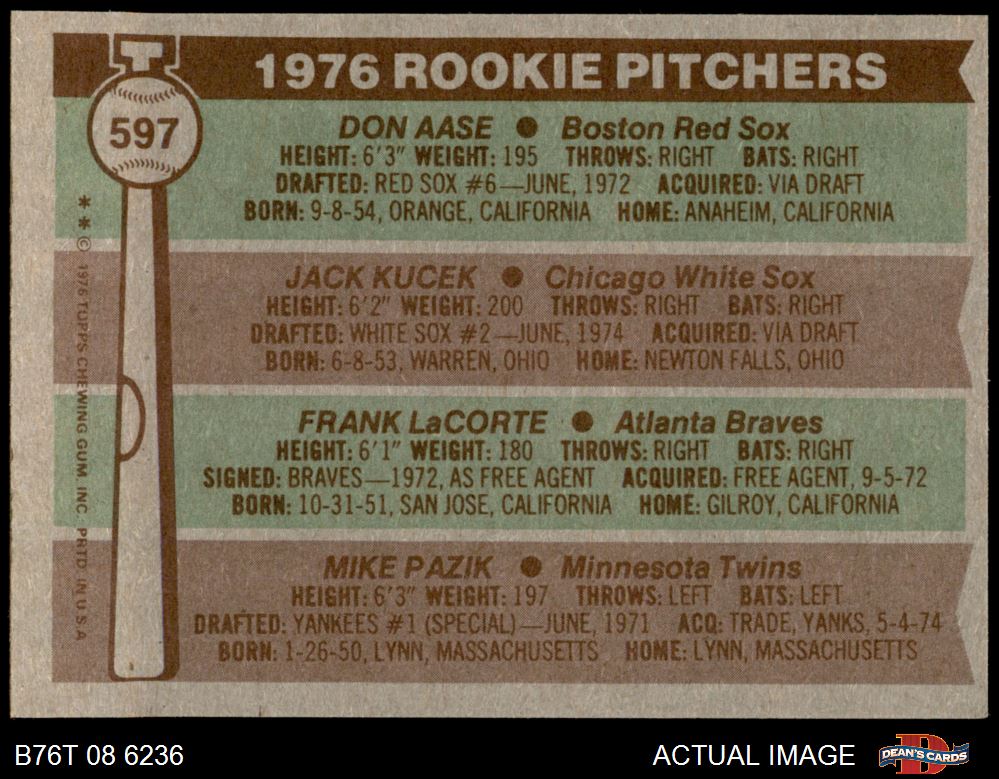 T
1976 ROOKIE PITCHERS
597
DON AASE ● Boston Red Sox
HEIGHT: 6'3" WEIGHT: 195 THROWS: RIGHT BATS: RIGHT
DRAFTED: RED SOX #6—JUNE, 1972 ACQUIRED: VIA DRAFT
BORN: 9-8-54, ORANGE, CALIFORNIA HOME: ANAHEIM, CALIFORNIA
JACK KUCEK ● Chicago White Sox
HEIGHT: 6'2" WEIGHT: 200 THROWS: RIGHT BATS: RIGHT
DRAFTED: WHITE SOX #2—JUNE, 1974 ACQUIRED: VIA DRAFT
BORN: 6-8-53, WARREN, OHIO HOME: NEWTON FALLS, OHIO
FRANK LaCORTE ● Atlanta Braves
HEIGHT: 6'1" WEIGHT: 180 THROWS: RIGHT BATS: RIGHT
SIGNED: BRAVES—1972, AS FREE AGENT ACQUIRED: FREE AGENT, 9-5-72
BORN: 10-31-51, SAN JOSE, CALIFORNIA HOME: GILROY, CALIFORNIA
MIKE PAZIK ● Minnesota Twins
HEIGHT: 6'3" WEIGHT: 197 THROWS: LEFT BATS: LEFT
DRAFTED: YANKEES #1 (SPECIAL)—JUNE, 1971 ACQ: TRADE, YANKS, 5-4-74
BORN: 1-26-50, LYNN, MASSACHUSETTS HOME: LYNN, MASSACHUSETTS
** © 1976 TOPPS CHEWING GUM, INC. PRTD. IN U.S.A.
B76T 08 6236
ACTUAL IMAGE
D
DEAN'S CARDS